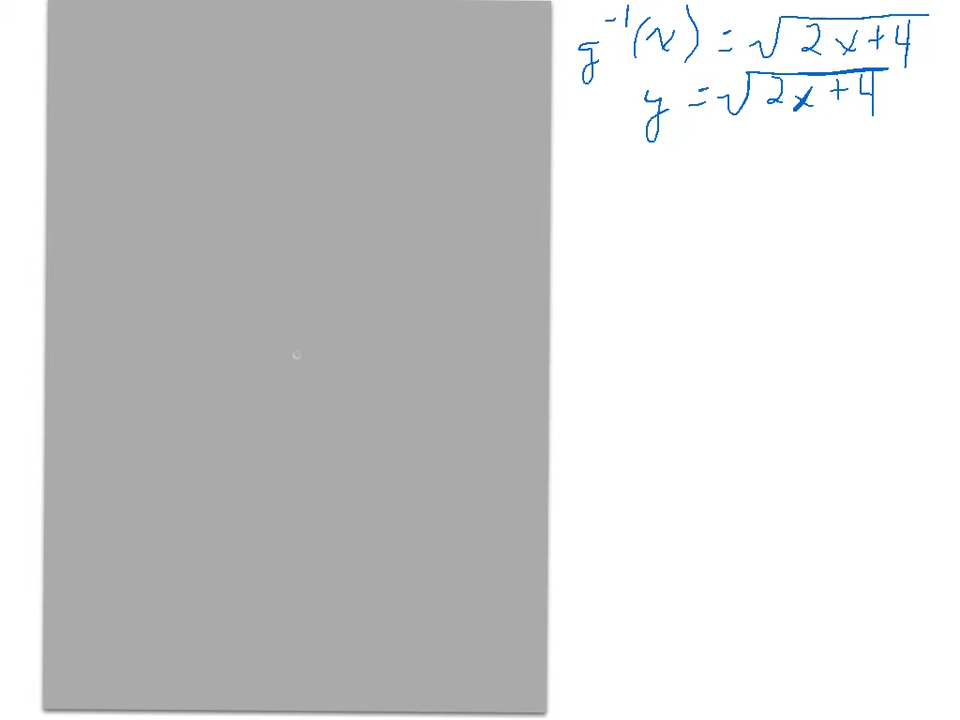 g⁻¹(x) = √(2x+4)
y = √(2x+4)